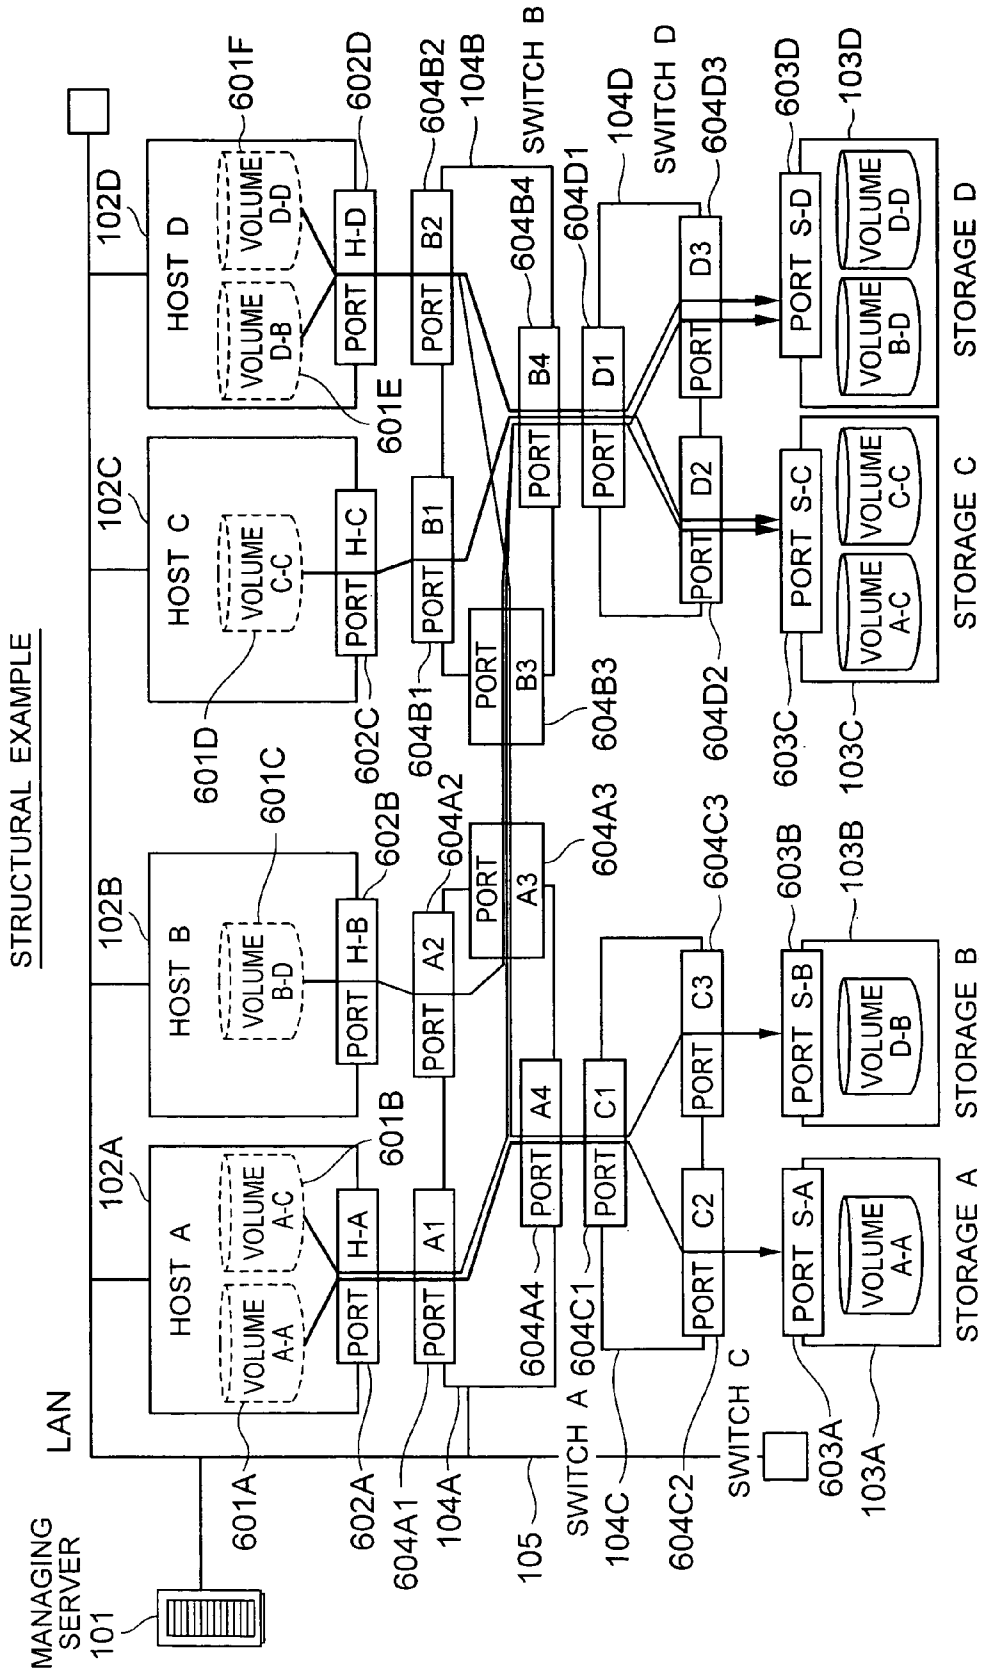 STRUCTURAL EXAMPLE
MANAGING
SERVER
101
LAN
102A
HOST A
VOLUME
A-A
VOLUME
A-C
601A
601B
PORT H-A
602A
102B
HOST B
VOLUME
B-D
601C
PORT H-B
602B
102C
HOST C
VOLUME
C-C
601D
PORT H-C
602C
102D
HOST D
VOLUME
D-B
VOLUME
D-D
601E
601F
PORT H-D
602D
604A1
PORT A1
PORT A2
604A2
604B1
PORT B1
PORT B2
604B2
104A
104B
PORT
A3
604A3
PORT
B3
604B3
604A4
PORT A4
PORT B4
604B4
105
SWITCH A
SWITCH B
604C1
PORT C1
PORT D1
604D1
104C
104D
604C2
PORT C2
PORT C3
604C3
604D2
PORT D2
PORT D3
604D3
SWITCH C
SWITCH D
603A
PORT S-A
PORT S-B
603B
603C
PORT S-C
PORT S-D
603D
103A
VOLUME
A-A
VOLUME
D-B
103B
103C
VOLUME
A-C
VOLUME
C-C
VOLUME
B-D
VOLUME
D-D
103D
STORAGE A
STORAGE B
STORAGE C
STORAGE D